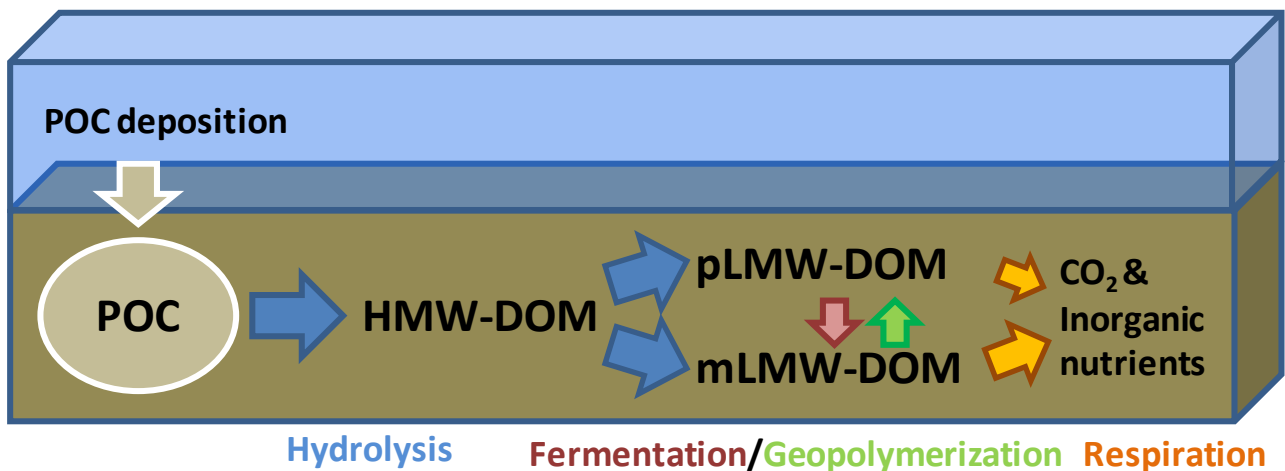 POC deposition
POC
HMW-DOM
pLMW-DOM
mLMW-DOM
CO₂ &
Inorganic
nutrients
Hydrolysis
Fermentation/Geopolymerization
Respiration